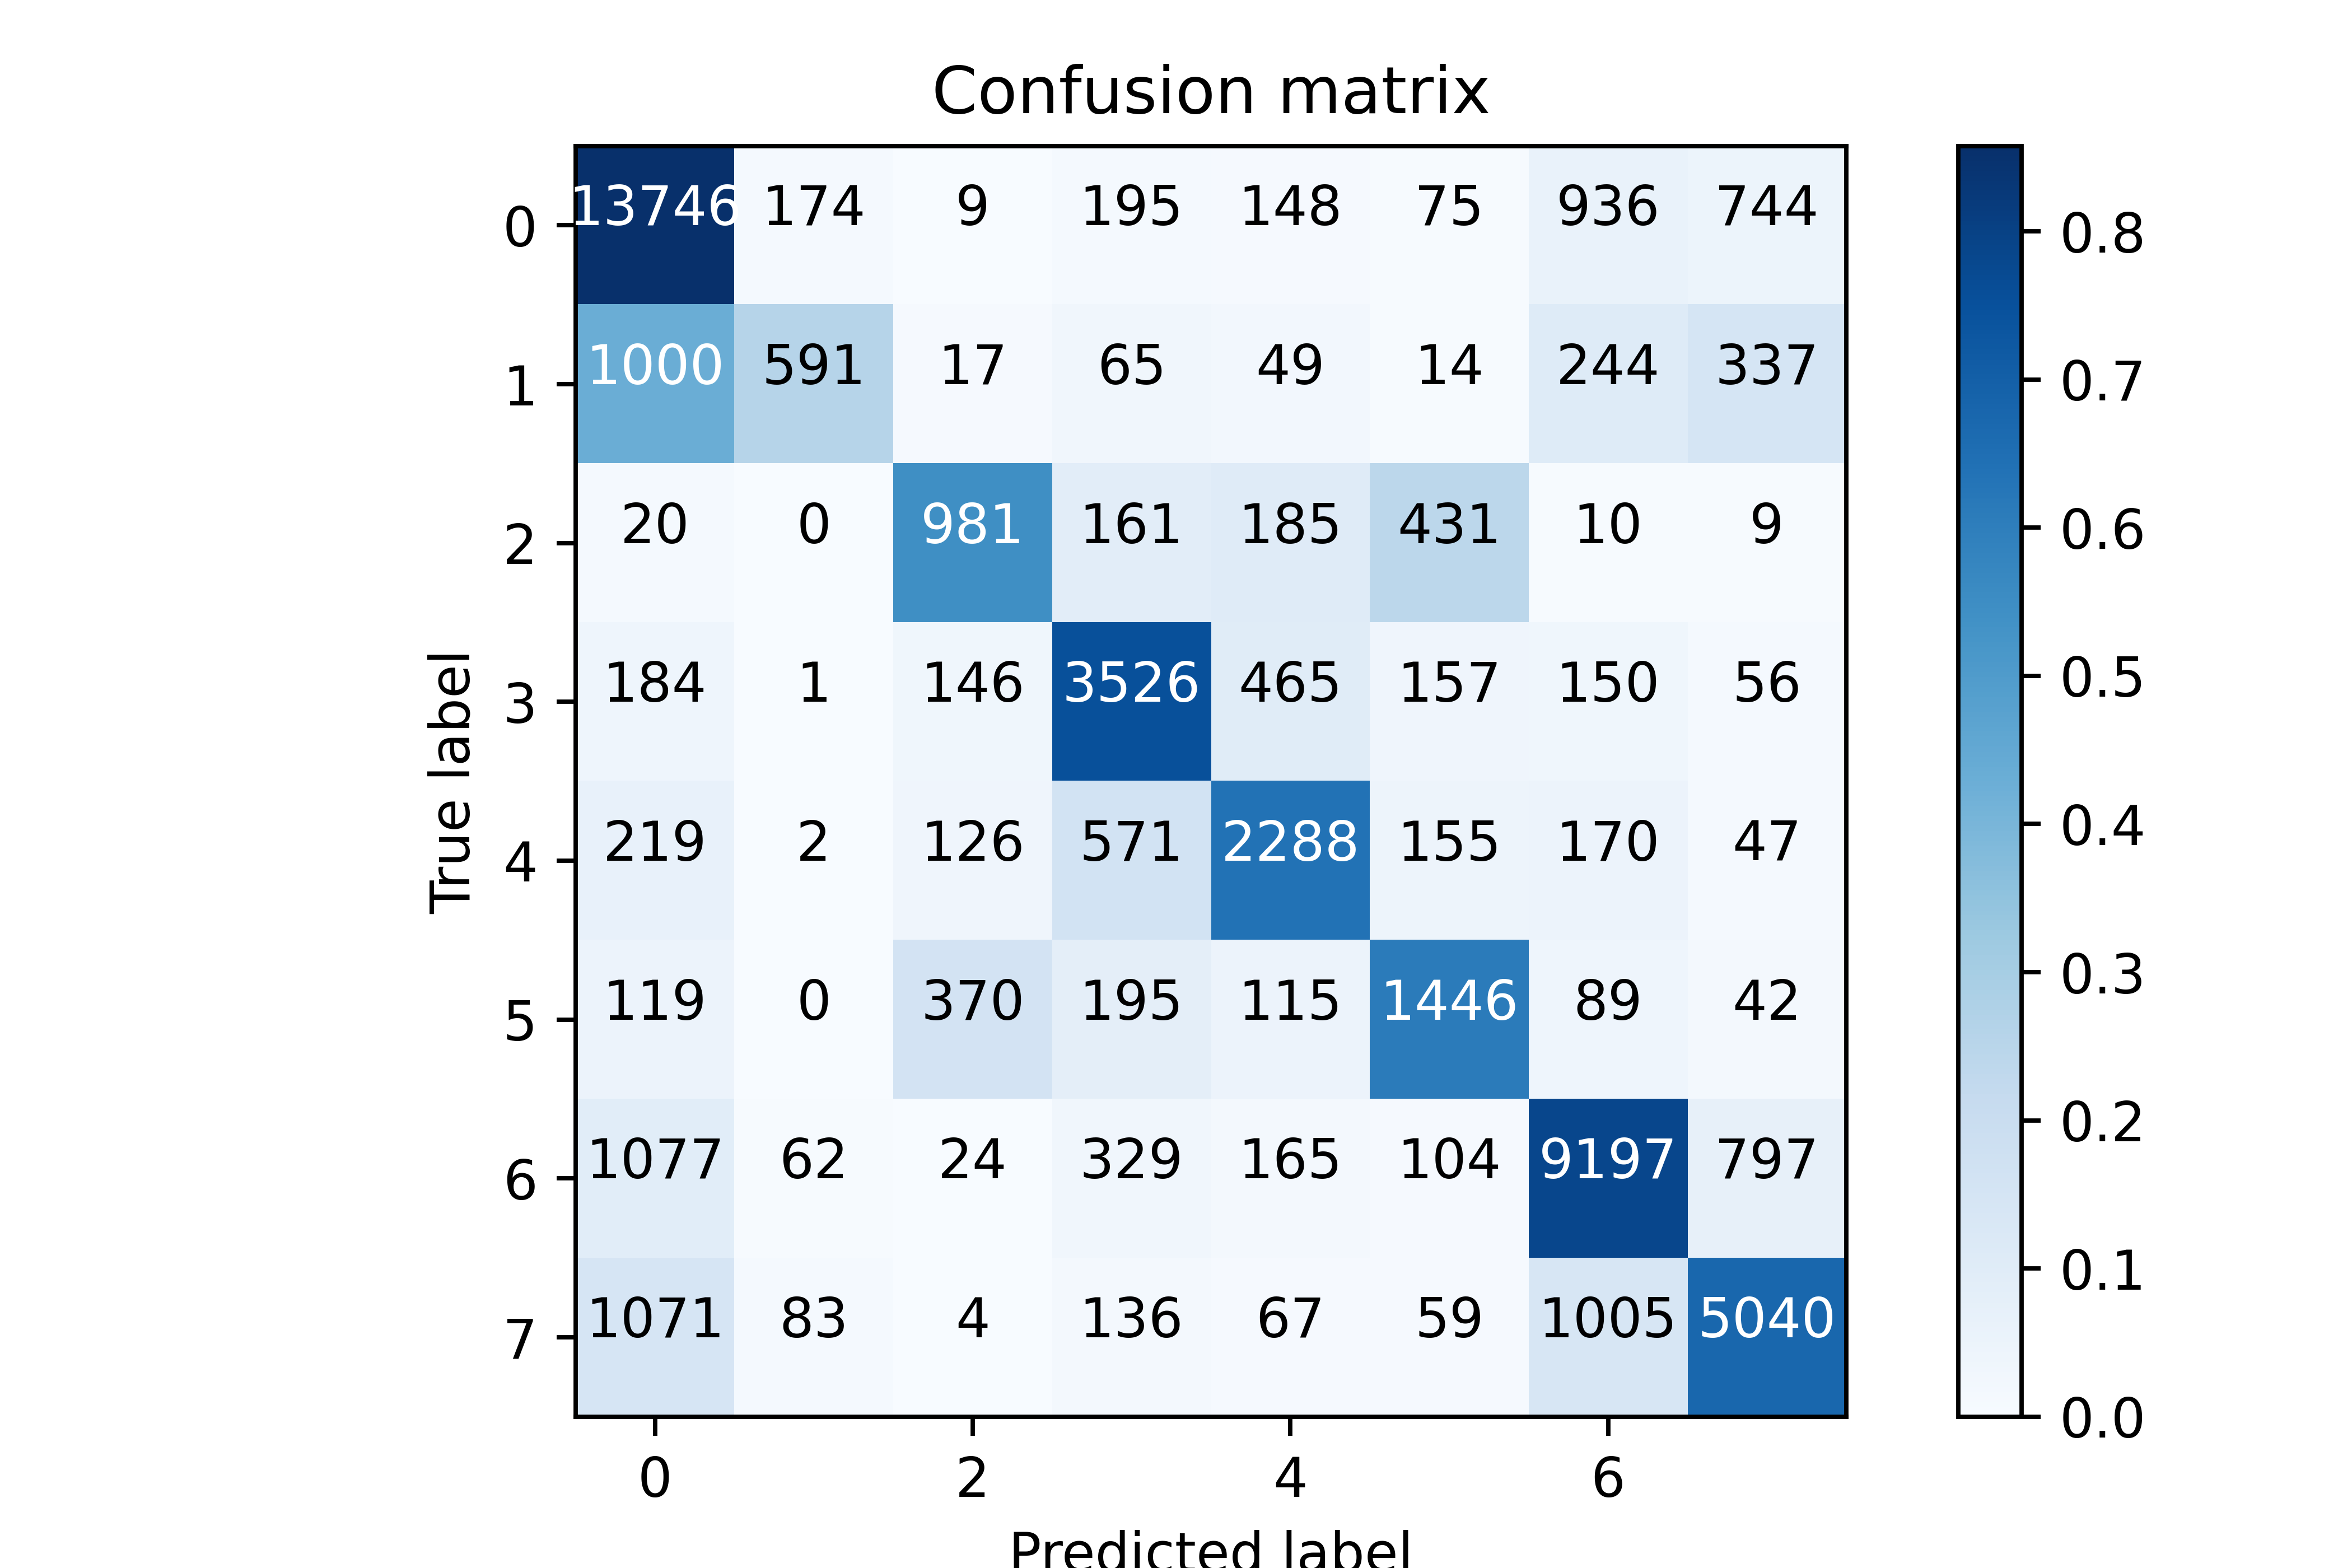 Confusion matrix
0 13746 174 9 195 148 75 936 744
1 1000 591 17 65 49 14 244 337
2 20 0 981 161 185 431 10 9
3 184 1 146 3526 465 157 150 56
4 219 2 126 571 2288 155 170 47
5 119 0 370 195 115 1446 89 42
6 1077 62 24 329 165 104 9197 797
7 1071 83 4 136 67 59 1005 5040
0 2 4 6
True label
Predicted label
0.8
0.7
0.6
0.5
0.4
0.3
0.2
0.1
0.0